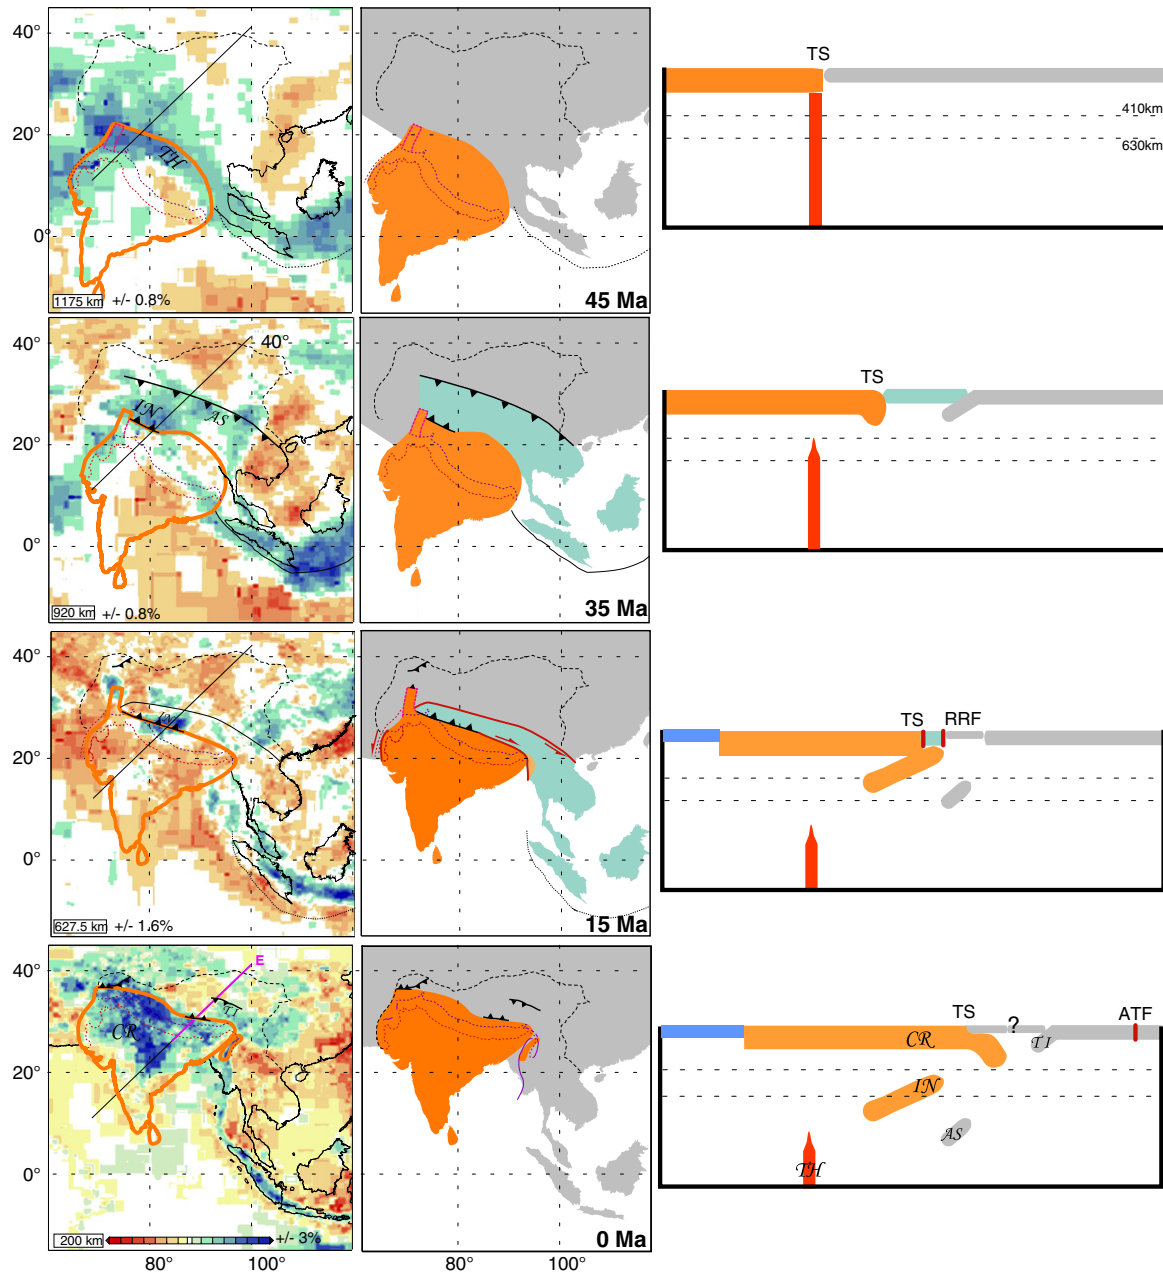 40°
20°
0°
TH
1175 km +/- 0.8%
45 Ma
TS
410km
630km
40°
40°
20°
0°
IN
AS
920 km +/- 0.8%
35 Ma
TS
40°
20°
0°
627.5 km +/- 1.6%
15 Ma
TS RRF
40°
20°
0°
E
TI
CR
200 km +/- 3%
0 Ma
80° 100°
80° 100°
TS ? ATF
CR TI
IN
AS
TH